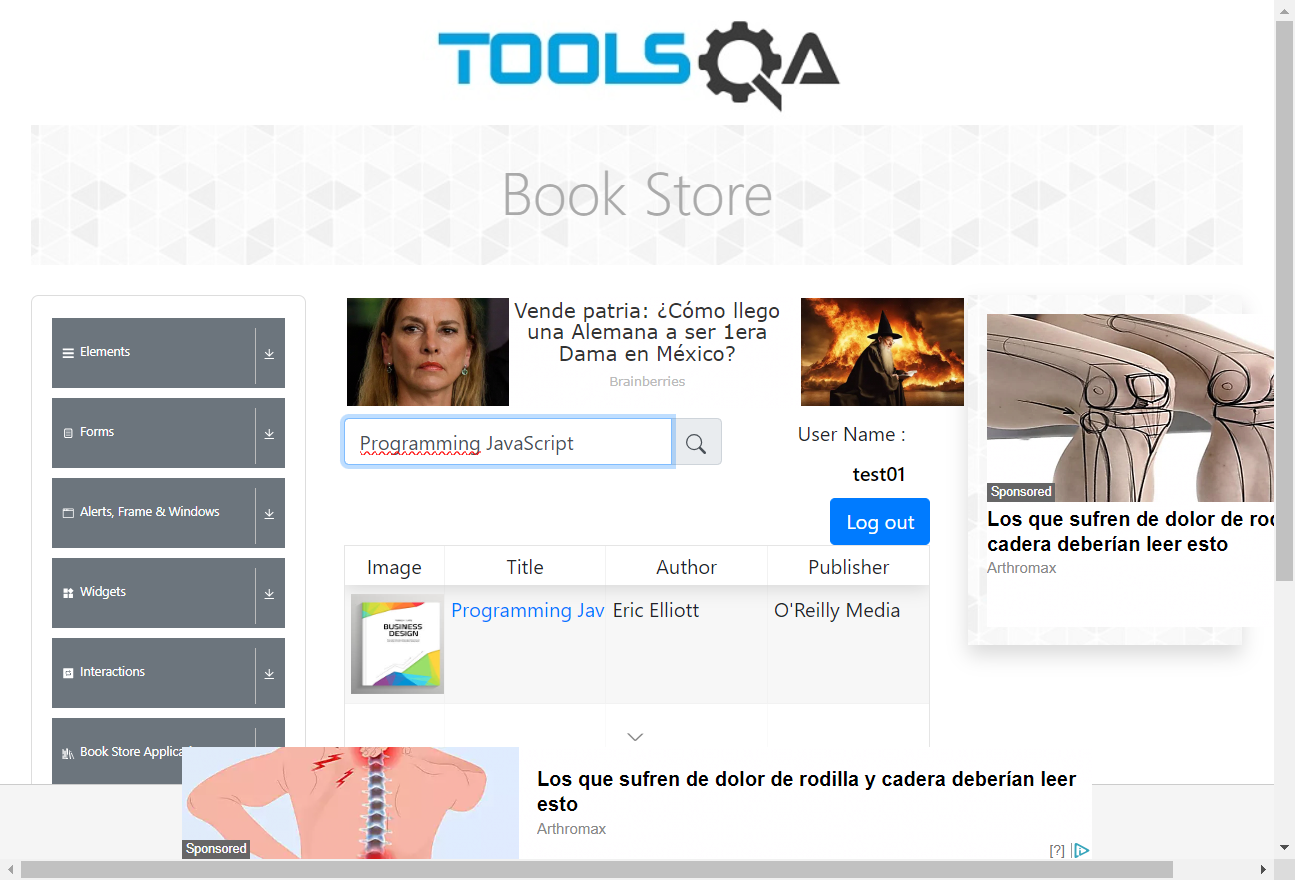 TOOLSQA
Book Store
Elements
Forms
Alerts, Frame & Windows
Widgets
Interactions
Book Store Applica
Vende patria: ¿Cómo llego
una Alemana a ser 1era
Dama en México?
Brainberries
Programming JavaScript
User Name :
test01
Log out
Image Title Author Publisher
BUSINESS
DESIGN
Programming Jav Eric Elliott O'Reilly Media
Sponsored
Los que sufren de dolor de rod
cadera deberían leer esto
Arthromax
Sponsored
Los que sufren de dolor de rodilla y cadera deberían leer
esto
Arthromax
[?]